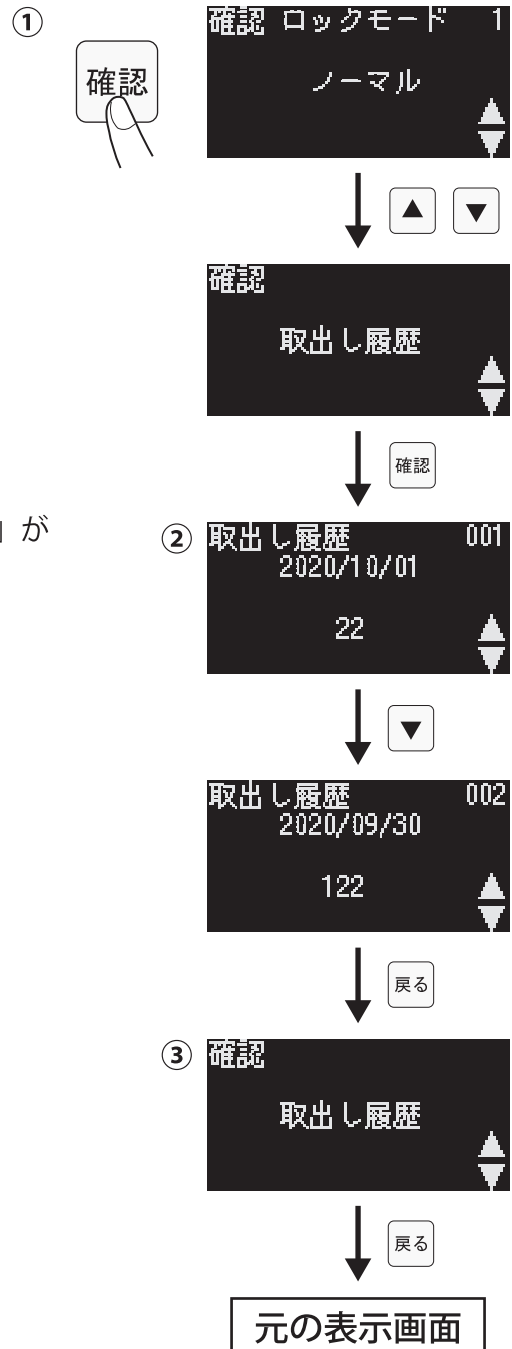 ①
確認
確認 ロックモード 1
ノーマル
▲ ▼
確認
取出し履歴
確認
」が
② 取出し履歴 001
2020/10/01
22
▼
取出し履歴 002
2020/09/30
122
戻る
③ 確認
取出し履歴
戻る
元の表示画面